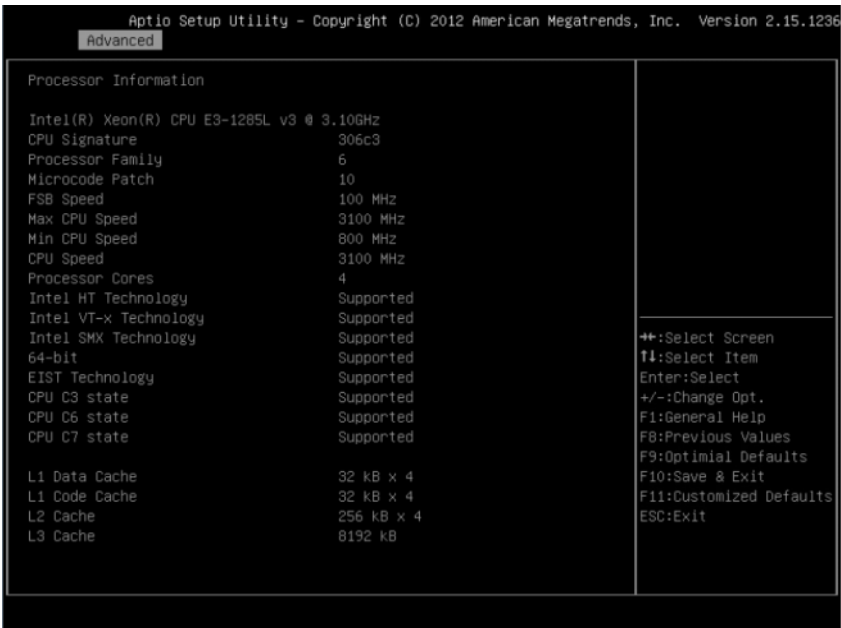 Aptio Setup Utility – Copyright (C) 2012 American Megatrends, Inc. Version 2.15.1236
Advanced
Processor Information
Intel(R) Xeon(R) CPU E3-1285L v3 @ 3.10GHz
CPU Signature 306c3
Processor Family 6
Microcode Patch 10
FSB Speed 100 MHz
Max CPU Speed 3100 MHz
Min CPU Speed 800 MHz
CPU Speed 3100 MHz
Processor Cores 4
Intel HT Technology Supported
Intel VT-x Technology Supported
Intel SMX Technology Supported
64-bit Supported
EIST Technology Supported
CPU C3 state Supported
CPU C6 state Supported
CPU C7 state Supported
L1 Data Cache 32 kB x 4
L1 Code Cache 32 kB x 4
L2 Cache 256 kB x 4
L3 Cache 8192 kB
→←:Select Screen
↑↓:Select Item
Enter:Select
+/-:Change Opt.
F1:General Help
F8:Previous Values
F9:Optimial Defaults
F10:Save & Exit
F11:Customized Defaults
ESC:Exit